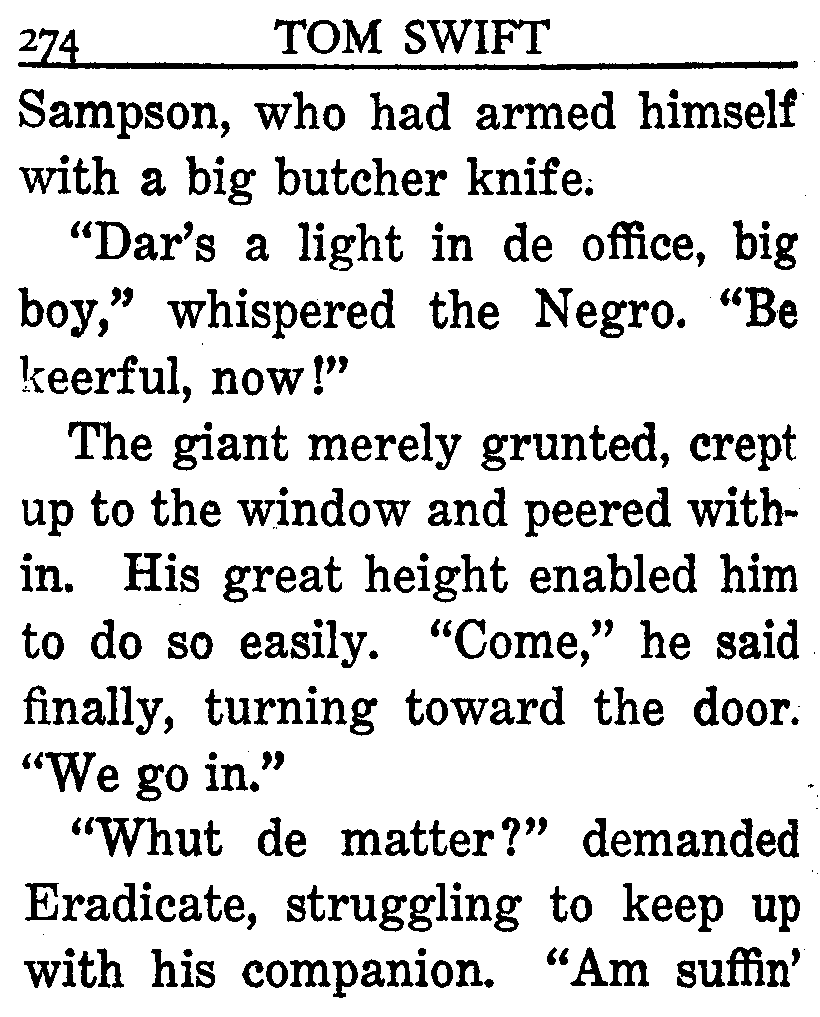 274 TOM SWIFT
Sampson, who had armed himself
with a big butcher knife.
"Dar's a light in de office, big
boy," whispered the Negro. "Be
keerful, now!"
The giant merely grunted, crept
up to the window and peered with-
in. His great height enabled him
to do so easily. "Come," he said
finally, turning toward the door.
"We go in."
"Whut de matter?" demanded
Eradicate, struggling to keep up
with his companion. "Am suffin'